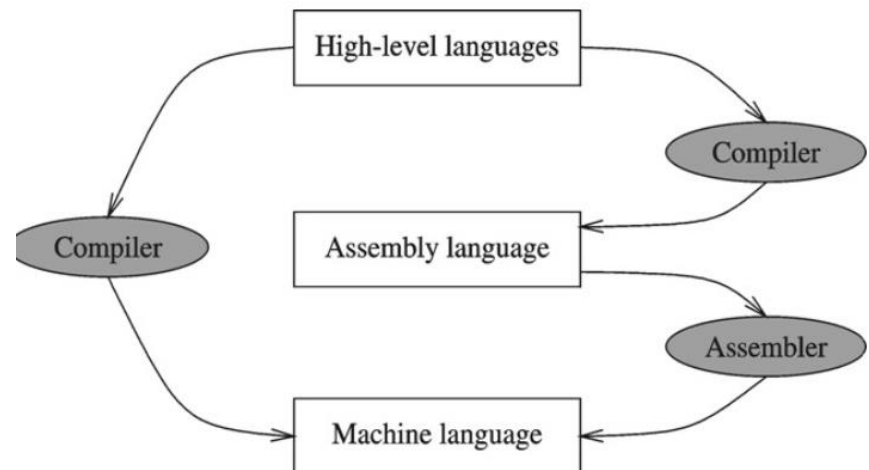 High-level languages
Compiler
Compiler
Assembly language
Assembler
Machine language